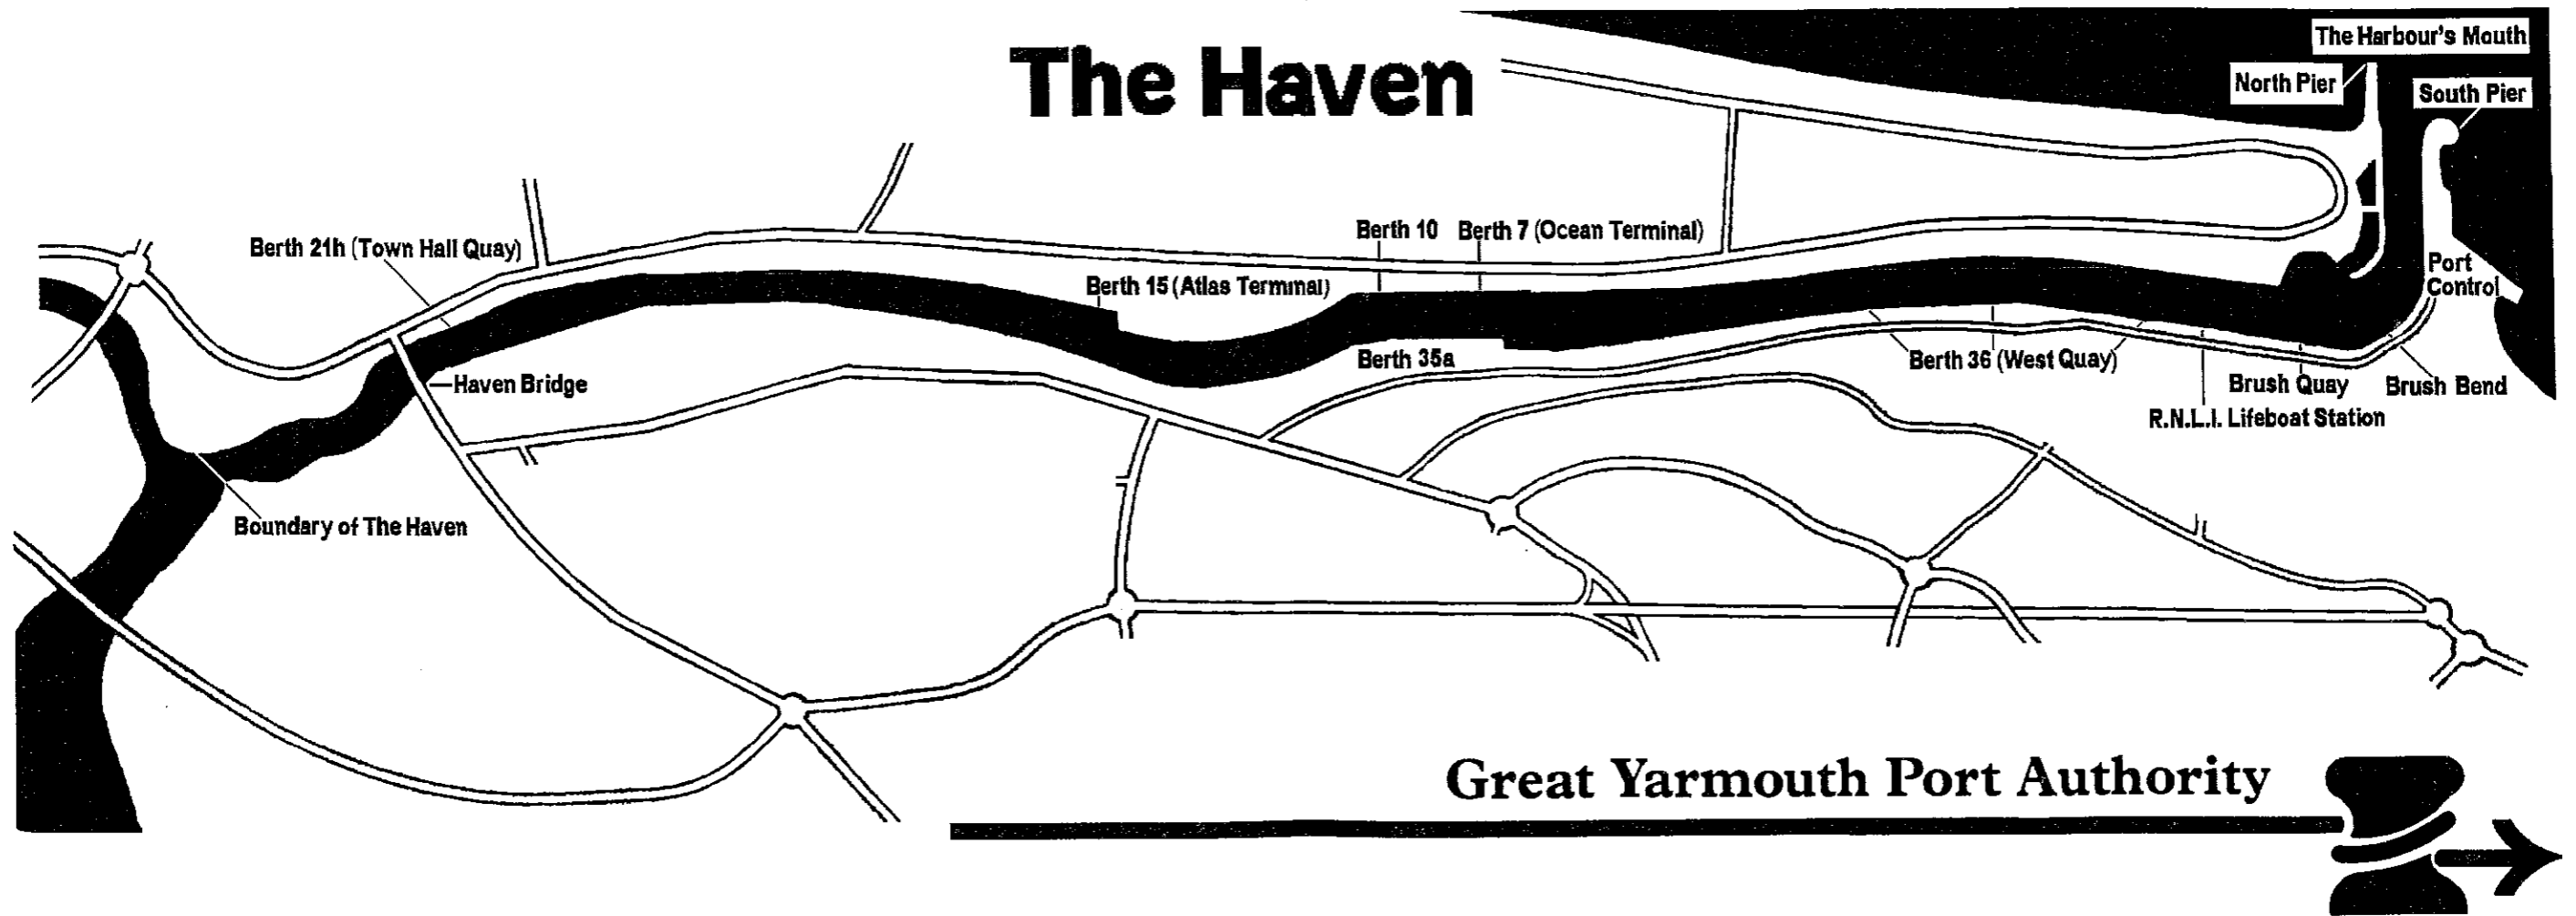 The Haven
The Harbour's Mouth
North Pier
South Pier
Berth 21h (Town Hall Quay)
Berth 10
Berth 7 (Ocean Terminal)
Berth 15 (Atlas Terminal)
Port
Control
Berth 35a
Berth 36 (West Quay)
Haven Bridge
Brush Quay
Brush Bend
R.N.L.I. Lifeboat Station
Boundary of The Haven
Great Yarmouth Port Authority